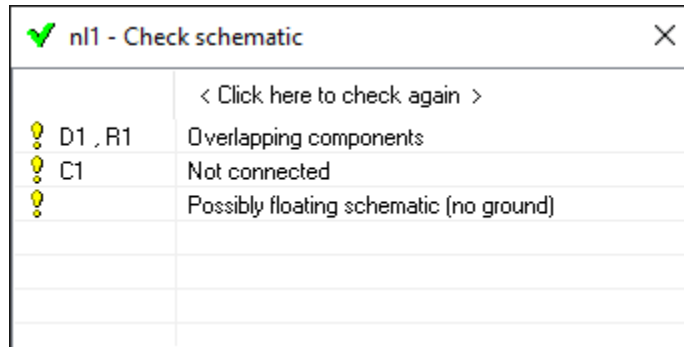 nl1 - Check schematic
< Click here to check again >
D1 , R1 Overlapping components
C1 Not connected
Possibly floating schematic (no ground)